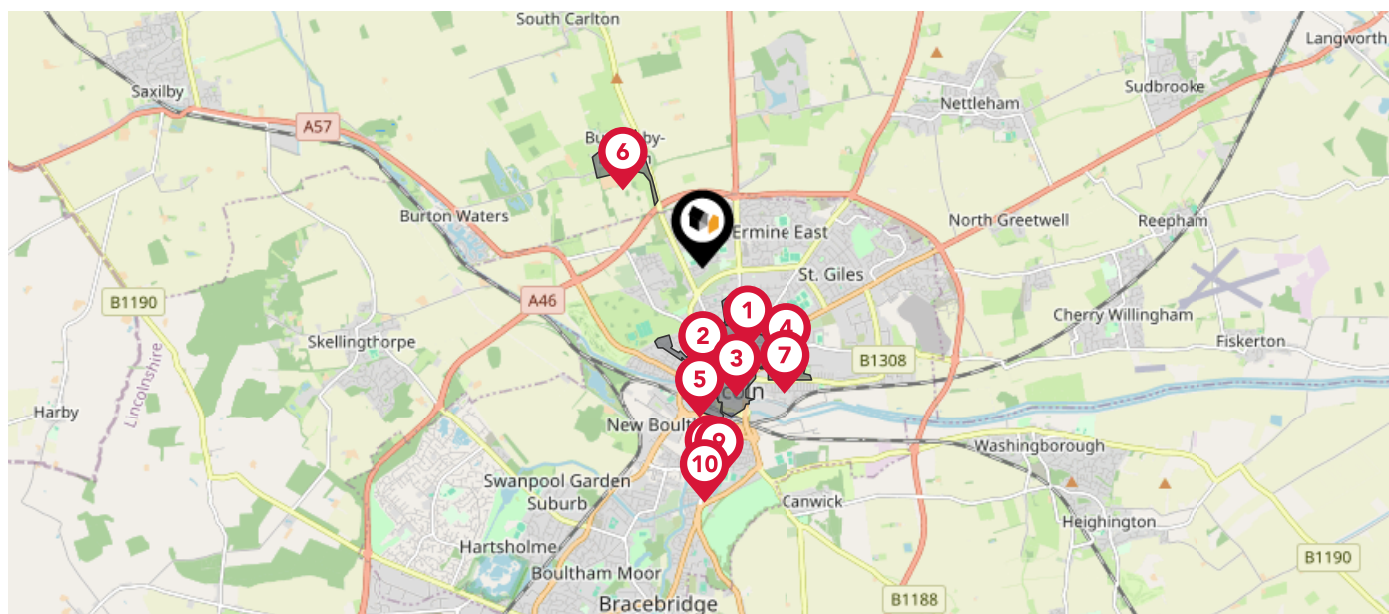 South Carlton
Langworth
Saxilby
Sudbrooke
Nettleham
A57
6
Burton Waters
North Greetwell
Reepham
Ermine East
St. Giles
B1190
A46
1
Cherry Willingham
4
2
Skellingthorpe
Fiskerton
3
7
B1308
5
Lincolnshire
Harby
New Boult
9
Washingborough
10
Swanpool Garden
Suburb
Canwick
Heighington
Hartsholme
B1190
Boultham Moor
B1188
Bracebridge